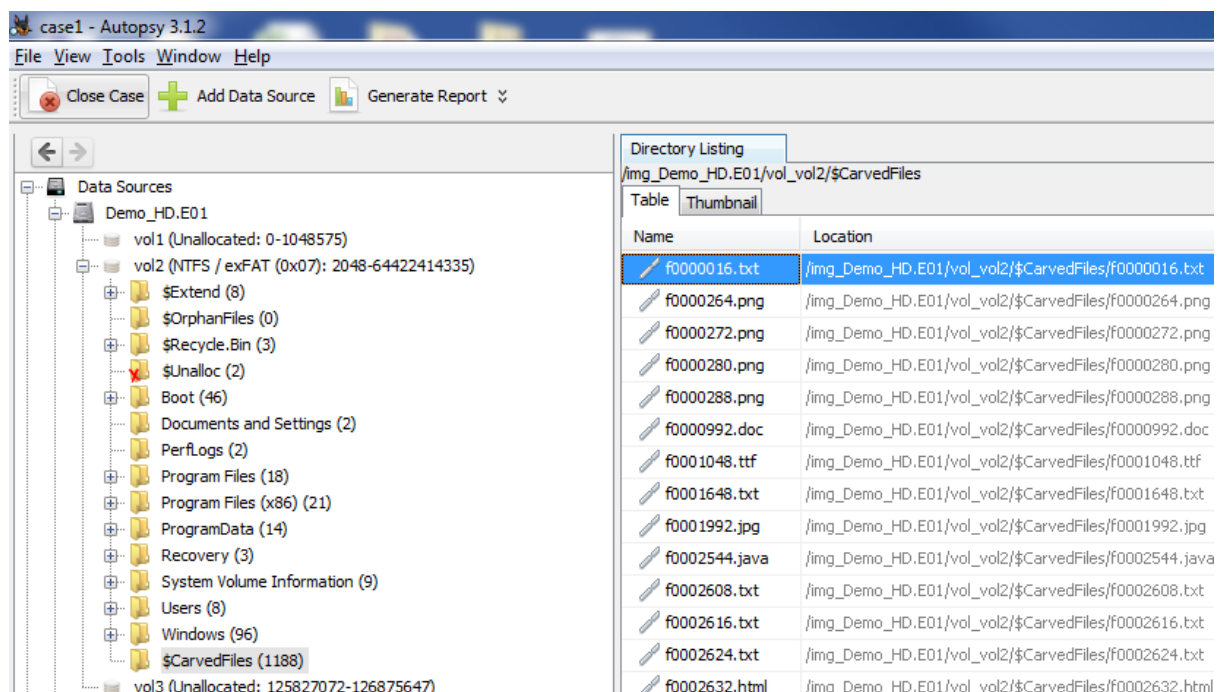 case1 - Autopsy 3.1.2
File View Tools Window Help
Close Case Add Data Source Generate Report
Data Sources
Demo_HD.E01
vol1 (Unallocated: 0-1048575)
vol2 (NTFS / exFAT (0x07): 2048-64422414335)
$Extend (8)
$OrphanFiles (0)
$Recycle.Bin (3)
$Unalloc (2)
Boot (46)
Documents and Settings (2)
PerfLogs (2)
Program Files (18)
Program Files (x86) (21)
ProgramData (14)
Recovery (3)
System Volume Information (9)
Users (8)
Windows (96)
$CarvedFiles (1188)
vol3 (Unallocated: 125827072-126875647)
Directory Listing
/img_Demo_HD.E01/vol_vol2/$CarvedFiles
Table Thumbnail
Name Location
f0000016.txt /img_Demo_HD.E01/vol_vol2/$CarvedFiles/f0000016.txt
f0000264.png /img_Demo_HD.E01/vol_vol2/$CarvedFiles/f0000264.png
f0000272.png /img_Demo_HD.E01/vol_vol2/$CarvedFiles/f0000272.png
f0000280.png /img_Demo_HD.E01/vol_vol2/$CarvedFiles/f0000280.png
f0000288.png /img_Demo_HD.E01/vol_vol2/$CarvedFiles/f0000288.png
f0000992.doc /img_Demo_HD.E01/vol_vol2/$CarvedFiles/f0000992.doc
f0001048.ttf /img_Demo_HD.E01/vol_vol2/$CarvedFiles/f0001048.ttf
f0001648.txt /img_Demo_HD.E01/vol_vol2/$CarvedFiles/f0001648.txt
f0001992.jpg /img_Demo_HD.E01/vol_vol2/$CarvedFiles/f0001992.jpg
f0002544.java /img_Demo_HD.E01/vol_vol2/$CarvedFiles/f0002544.java
f0002608.txt /img_Demo_HD.E01/vol_vol2/$CarvedFiles/f0002608.txt
f0002616.txt /img_Demo_HD.E01/vol_vol2/$CarvedFiles/f0002616.txt
f0002624.txt /img_Demo_HD.E01/vol_vol2/$CarvedFiles/f0002624.txt
f0002632.html /img_Demo_HD.E01/vol_vol2/$CarvedFiles/f0002632.html